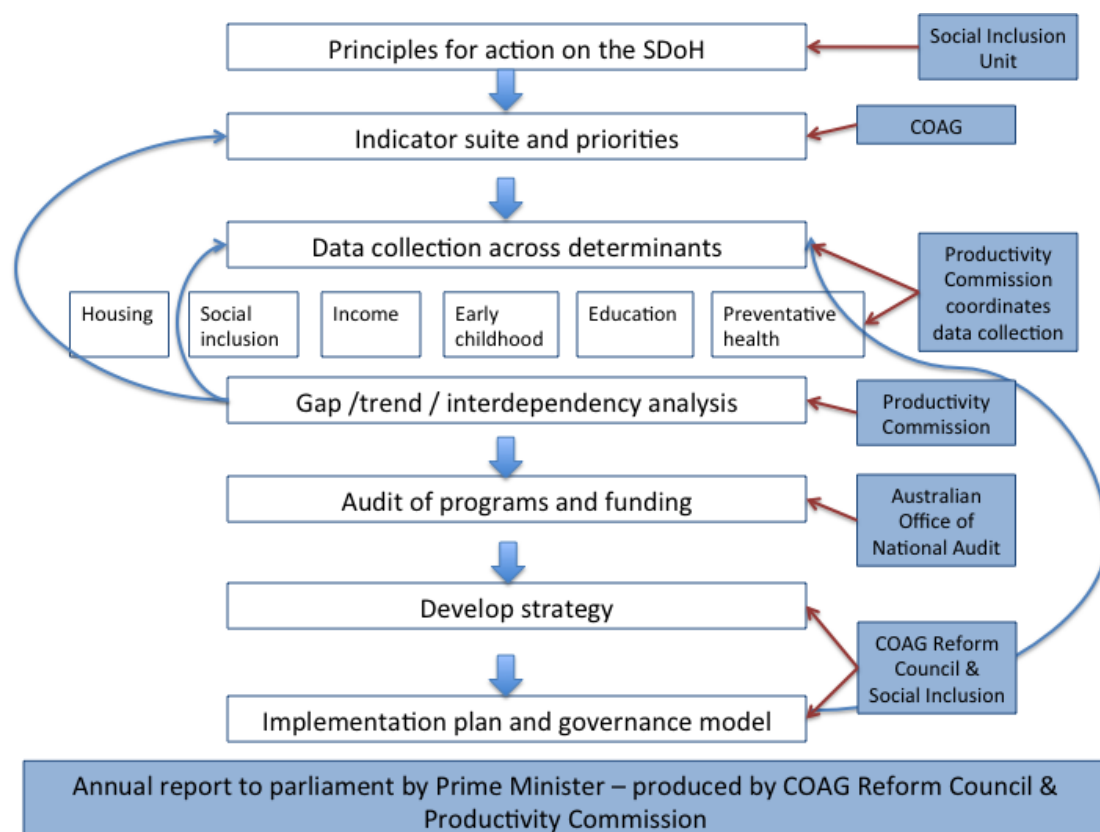 Principles for action on the SDoH
Social Inclusion
Unit
Indicator suite and priorities
COAG
Data collection across determinants
Productivity
Commission
coordinates
data collection
Housing
Social
inclusion
Income
Early
childhood
Education
Preventative
health
Gap /trend / interdependency analysis
Productivity
Commission
Audit of programs and funding
Australian
Office of
National Audit
Develop strategy
COAG Reform
Council &
Social Inclusion
Implementation plan and governance model
Annual report to parliament by Prime Minister – produced by COAG Reform Council &
Productivity Commission